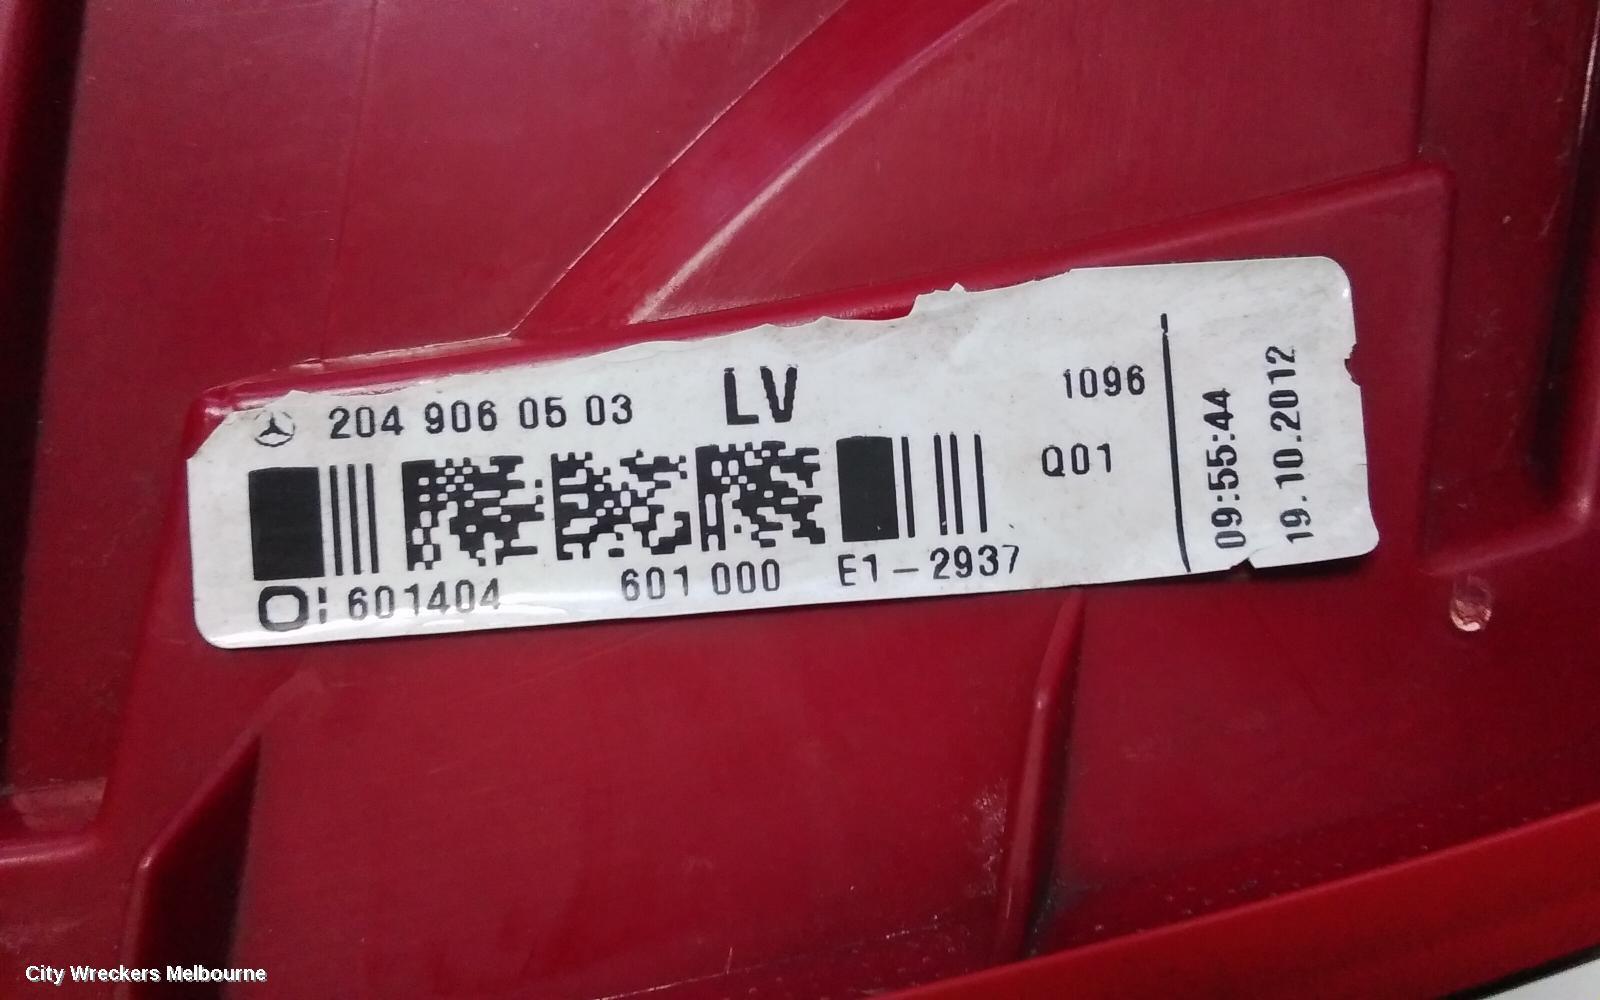 204 906 05 03 LV 1096
Q01
601404 601 000 E1-2937
09:55:44
19.10.2012
City Wreckers Melbourne